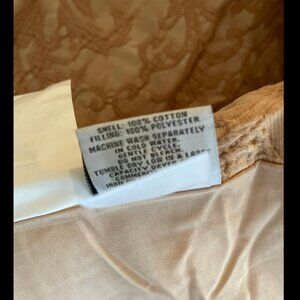 SHELL: 100% COTTON
FILLING: 100% POLYESTER
MACHINE WASH SEPARATELY
IN COLD WATER.
GENTLE CYCLE.
DO NOT BLEACH.
TUMBLE DRY LOW IN A LARGE
CAPACITY DRYER